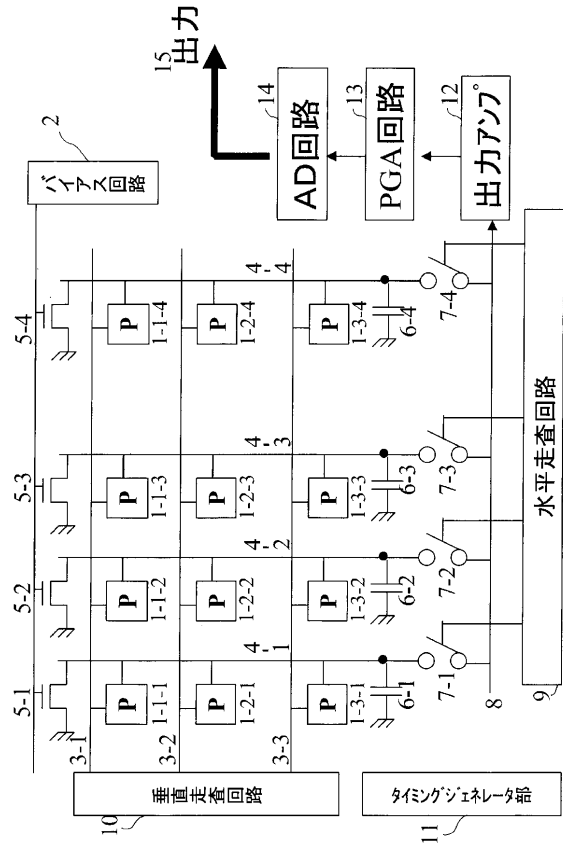 バイアス回路
2
5-1
5-2
5-3
5-4
3-1
P
1-1-1
P
1-1-2
P
1-1-3
P
1-1-4
3-2
P
1-2-1
P
1-2-2
P
1-2-3
P
1-2-4
4-1
4-2
4-3
4-4
3-3
P
1-3-1
P
1-3-2
P
1-3-3
P
1-3-4
6-1
6-2
6-3
6-4
7-1
7-2
7-3
7-4
8
水平走査回路
9
垂直走査回路
10
タイミングジェネレータ部
11
出力アンプ
12
PGA回路
13
AD回路
14
15
出力